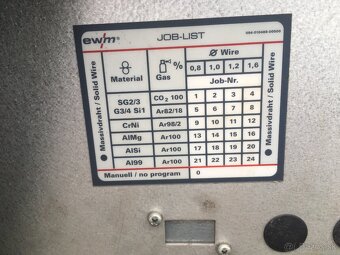 ewm®
JOB-LIST
Massivdraht / Solid Wire
Material
Gas %
Ø Wire
0,8 1,0 1,2 1,6
Job-Nr.
SG2/3 G3/4 Si1
CO2 100 1 2 3 4
Ar82/18 5 6 7 8
CrNi Ar98/2 9 10 11 12
AlMg Ar100 13 14 15 16
AlSi Ar100 17 18 19 20
Al99 Ar100 21 22 23 24
Manuell / no program 0
Massivdraht / Solid Wire